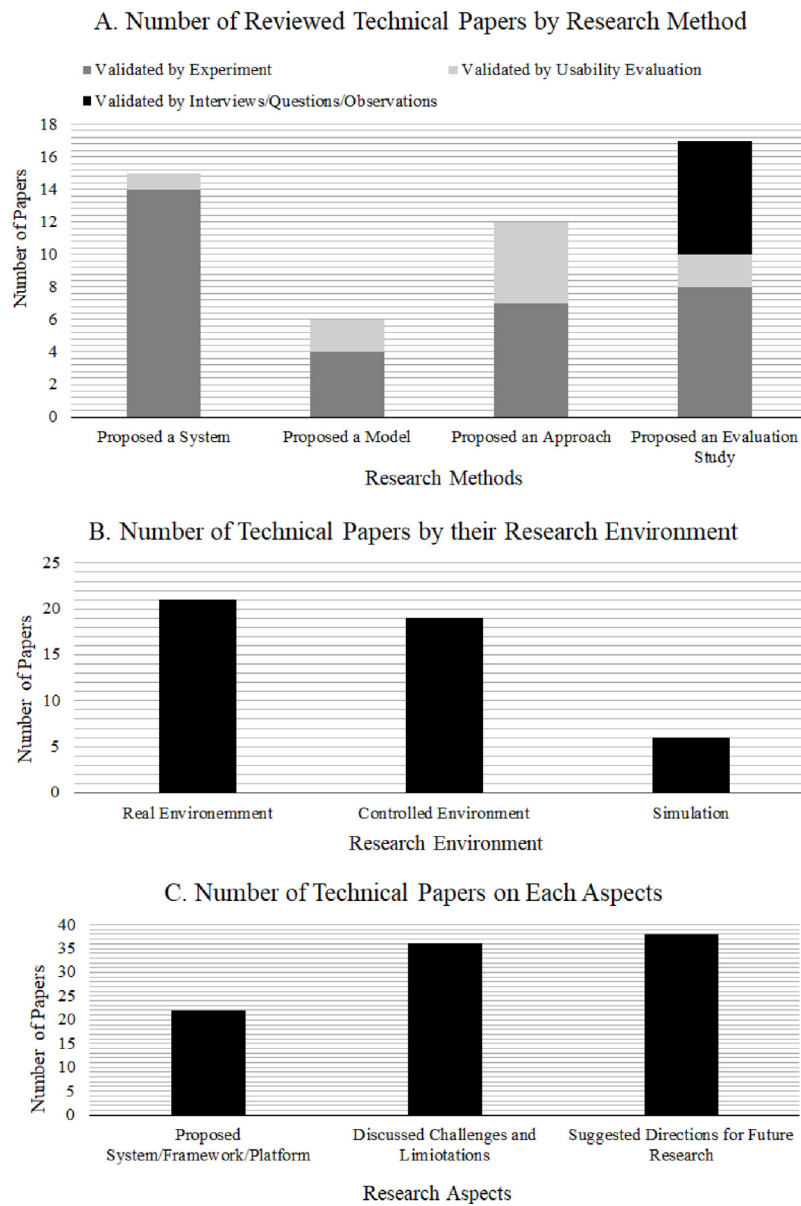 A. Number of Reviewed Technical Papers by Research Method
Validated by Experiment
Validated by Usability Evaluation
Validated by Interviews/Questions/Observations
Number of Papers
18
16
14
12
10
8
6
4
2
0
Proposed a System
Proposed a Model
Proposed an Approach
Proposed an Evaluation
Study
Research Methods
B. Number of Technical Papers by their Research Environment
Number of Papers
25
20
15
10
5
0
Real Environemment
Controlled Environment
Simulation
Research Environment
C. Number of Technical Papers on Each Aspects
Number of Papers
40
35
30
25
20
15
10
5
0
Proposed
System/Framework/Platform
Discussed Challenges and
Limiotations
Suggested Directions for Future
Research
Research Aspects